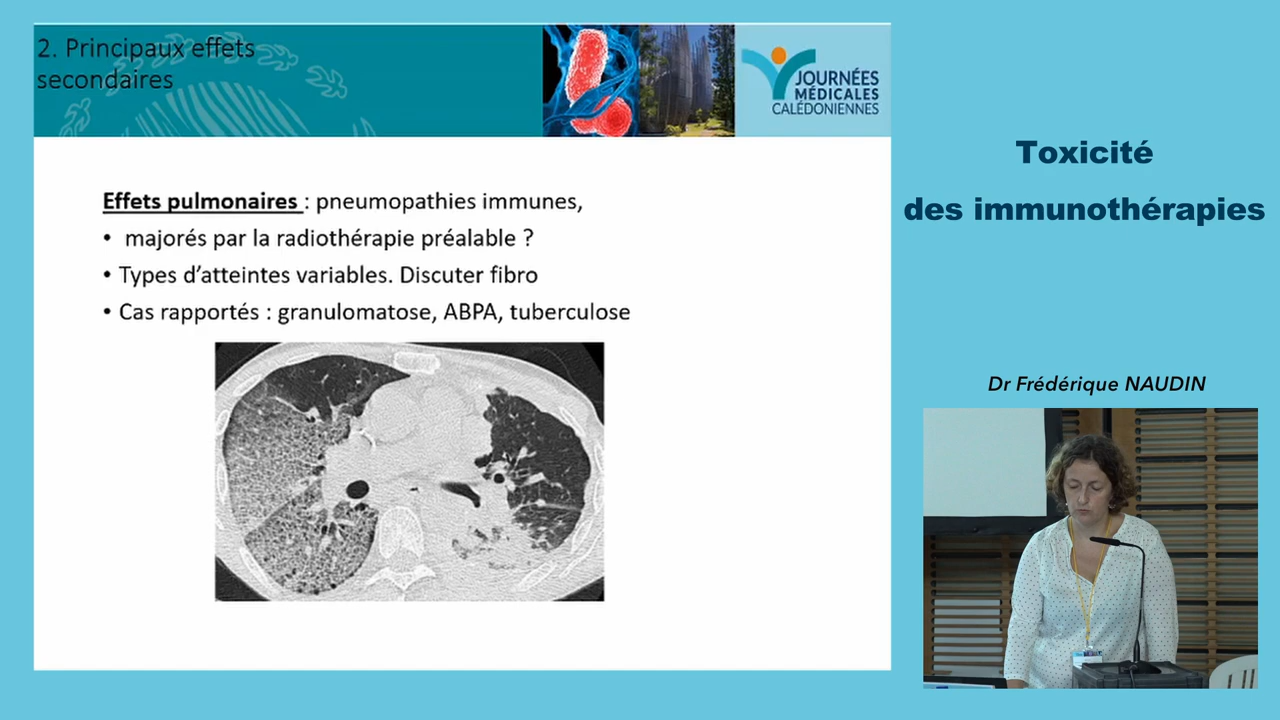 2. Principaux effets
secondaires
JOURNÉES
MÉDICALES
CALÉDONIENNES
Effets pulmonaires : pneumopathies immunes,
• majorés par la radiothérapie préalable ?
• Types d'atteintes variables. Discuter fibro
• Cas rapportés : granulomatose, ABPA, tuberculose
Toxicité
des immunothérapies
Dr Frédérique NAUDIN